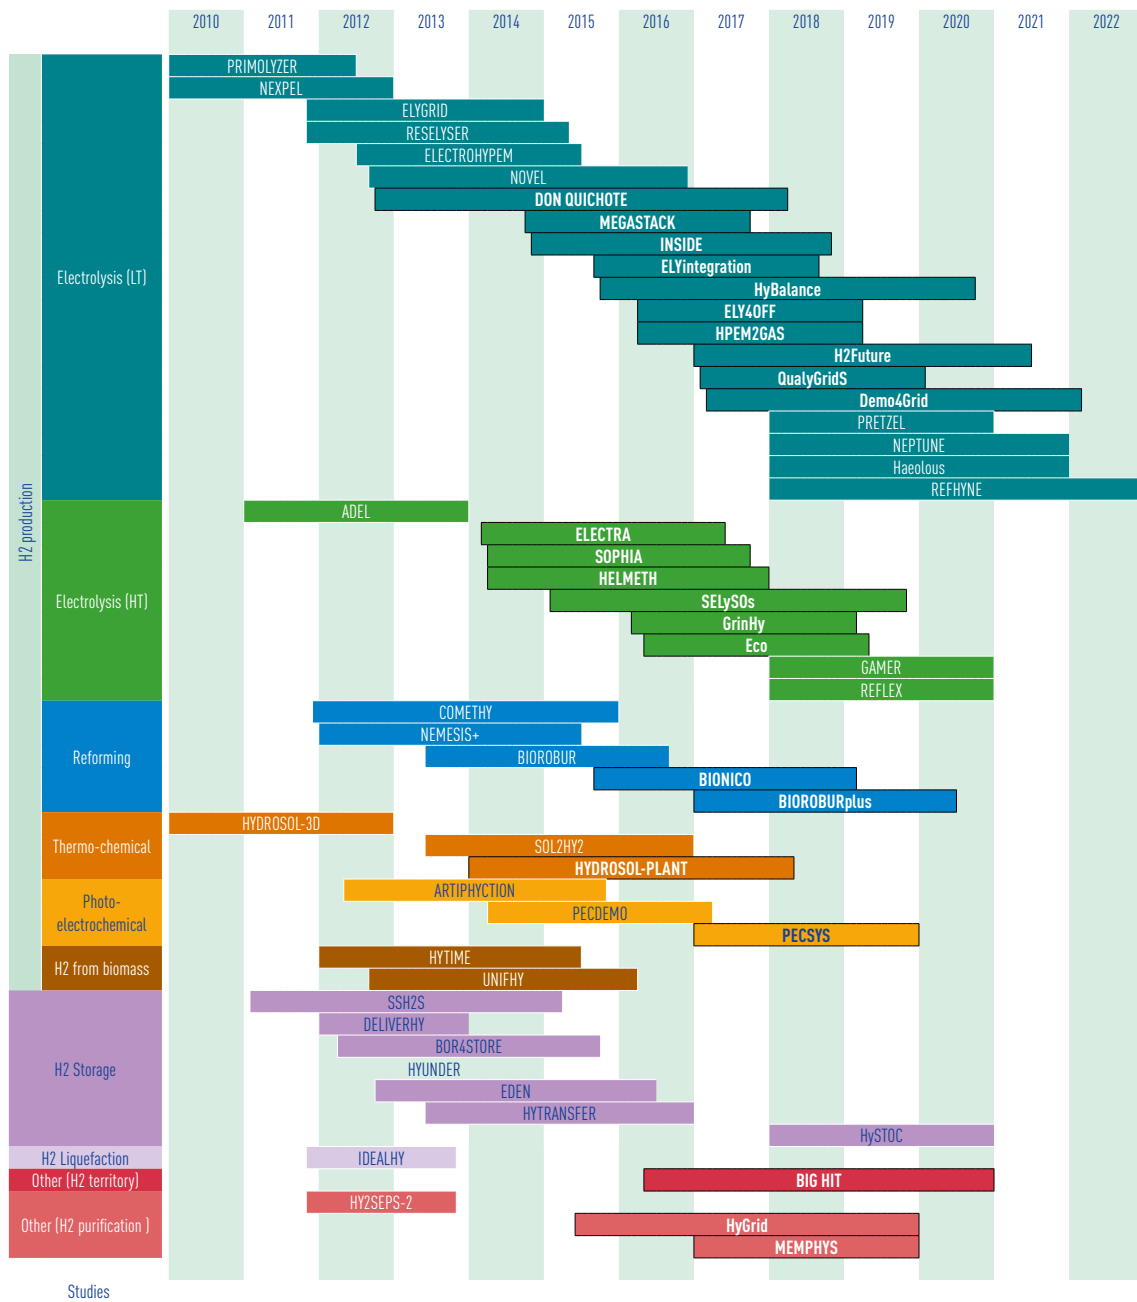 2010 2011 2012 2013 2014 2015 2016 2017 2018 2019 2020 2021 2022
H2 production
Electrolysis (LT)
PRIMOLYZER
NEXPEL
ELYGRID
RESELYSER
ELECTROHYPEM
NOVEL
DON QUICHOTE
MEGASTACK
INSIDE
ELYintegration
HyBalance
ELY4OFF
HPEM2GAS
H2Future
QualyGridS
Demo4Grid
PRETZEL
NEPTUNE
Haeolous
REFHYNE
Electrolysis (HT)
ADEL
ELECTRA
SOPHIA
HELMETH
SELySOs
GrinHy
Eco
GAMER
REFLEX
Reforming
COMETHY
NEMESIS+
BIOROBUR
BIONICO
BIOROBURplus
Thermo-chemical
HYDROSOL-3D
SOL2HY2
HYDROSOL-PLANT
Photo-
electrochemical
ARTIPHYCTION
PECDEMO
PECSYS
H2 from biomass
HYTIME
UNIFHY
H2 Storage
SSH2S
DELIVERHY
BOR4STORE
HYUNDER
EDEN
HYTRANSFER
HySTOC
H2 Liquefaction
IDEALHY
Other (H2 territory)
BIG HIT
Other (H2 purification )
HY2SEPS-2
HyGrid
MEMPHYS
Studies